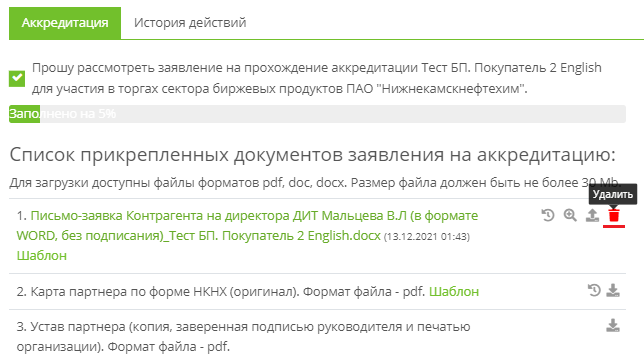 Аккредитация История действий
Прошу рассмотреть заявление на прохождение аккредитации Тест БП. Покупатель 2 English
для участия в торгах сектора биржевых продуктов ПАО "Нижнекамскнефтехим".
Заполнено на 5%
Список прикрепленных документов заявления на аккредитацию:
Для загрузки доступны файлы форматов pdf, doc, docx. Размер файла должен быть не более 30 Mb.
Удалить
1. Письмо-заявка Контрагента на директора ДИТ Мальцева В.Л (в формате
WORD, без подписания)_Тест БП. Покупатель 2 English.docx (13.12.2021 01:43)
Шаблон
2. Карта партнера по форме НКНХ (оригинал). Формат файла - pdf. Шаблон
3. Устав партнера (копия, заверенная подписью руководителя и печатью
организации). Формат файла - pdf.